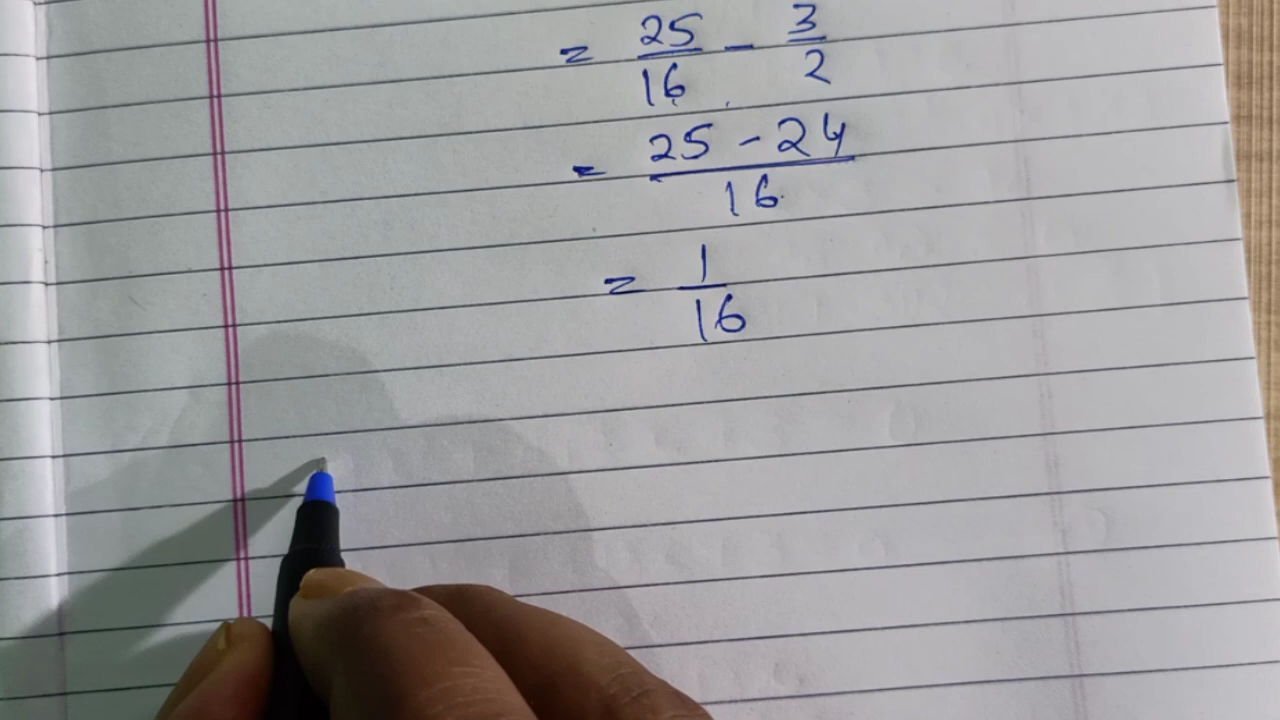 = 25/16 - 3/2
= 25 - 24/16
= 1/16